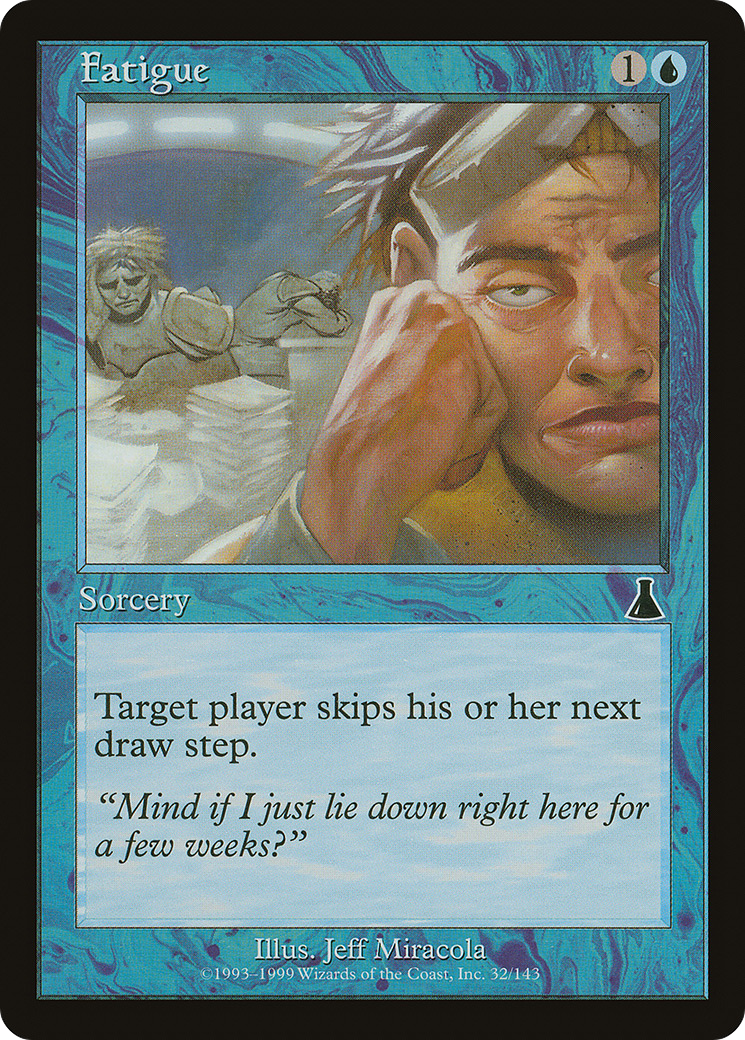 Fatigue 1
Sorcery
Target player skips his or her next
draw step.
“Mind if I just lie down right here for
a few weeks?”
Illus. Jeff Miracola
©1993–1999 Wizards of the Coast, Inc. 32/143